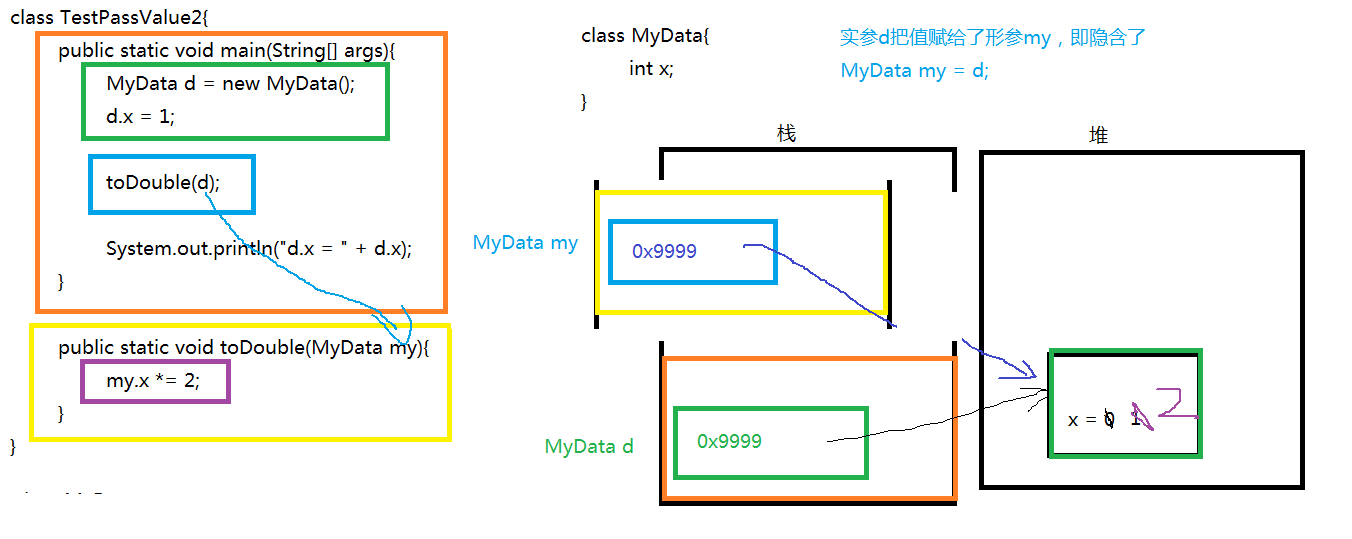 class TestPassValue2{
public static void main(String[] args){
MyData d = new MyData();
d.x = 1;
toDouble(d);
System.out.println("d.x = " + d.x);
}
public static void toDouble(MyData my){
my.x *= 2;
}
}
class MyData{
int x;
}
实参d把值赋给了形参my，即隐含了
MyData my = d;
栈
堆
MyData my
0x9999
MyData d
0x9999
x = 0 1 2